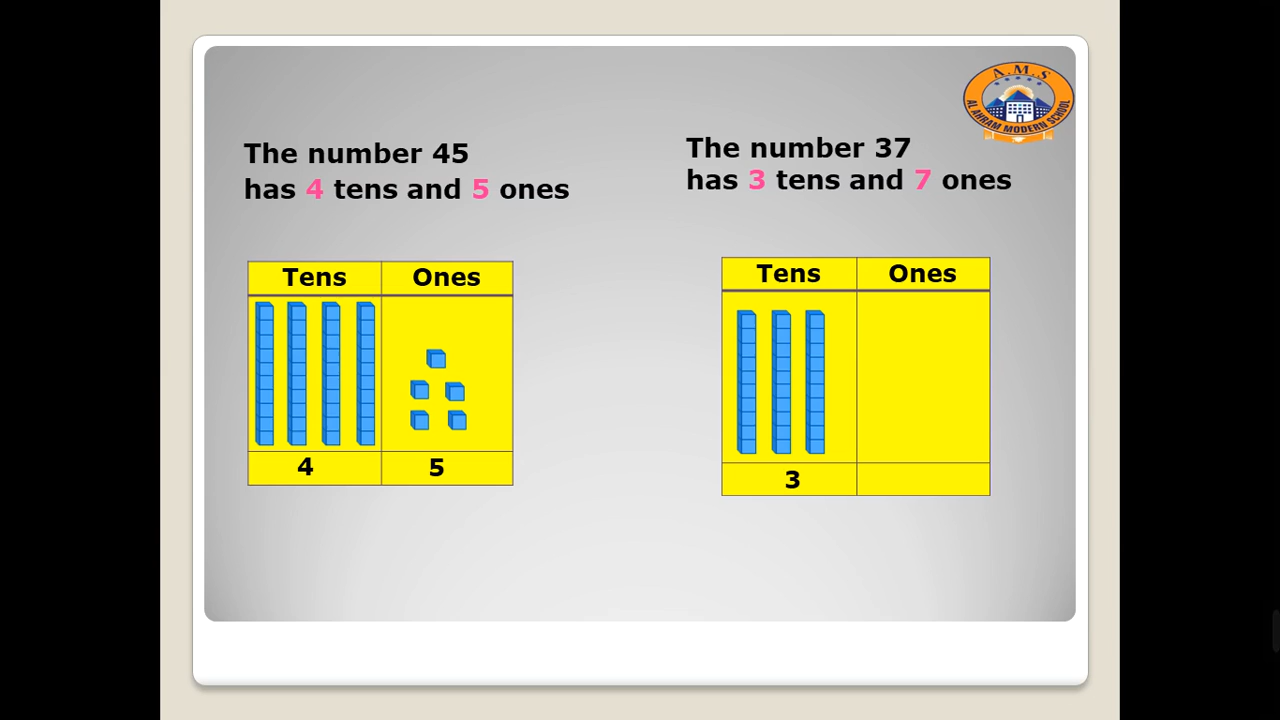 A.M.S
AL AHRAM MODERN SCHOOL
The number 45
has 4 tens and 5 ones
Tens Ones
4 5
The number 37
has 3 tens and 7 ones
Tens Ones
3